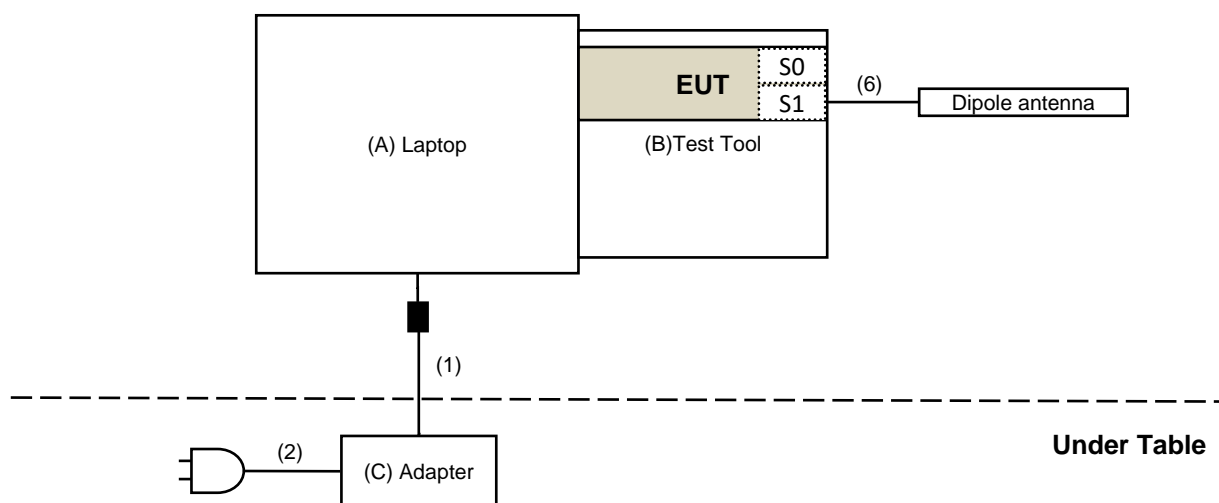 EUT
S0
S1
(6)
Dipole antenna
(A) Laptop
(B)Test Tool
(1)
(2)
(C) Adapter
Under Table